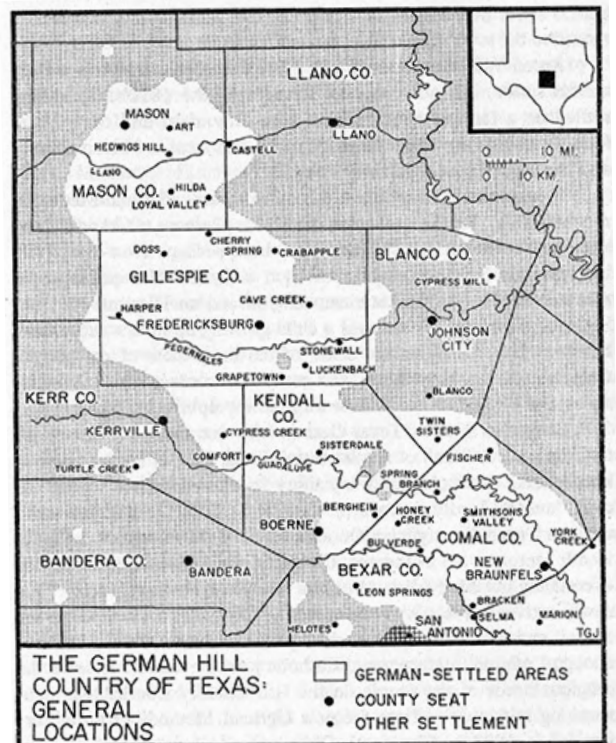 LLANO CO.
MASON
ART
LLANO
0 10 MI.
0 10 KM
HEDWIGS HILL
CASTELL
LLANO
MASON CO.
HILDA
LOYAL VALLEY
CHERRY
SPRING
DOSS
CRABAPPLE
BLANCO CO.
GILLESPIE CO.
CYPRESS MILL
CAVE CREEK
HARPER
FREDERICKSBURG
JOHNSON
CITY
PEDERNALES
STONEWALL
LUCKENBACH
GRAPETOWN
KERR CO.
KENDALL
CO.
BLANCO
KERRVILLE
CYPRESS CREEK
TWIN
SISTERS
COMFORT
SISTERDALE
FISCHER
TURTLE CREEK
GUADALUPE
SPRING
BRANCH
BERGHEIM
HONEY
CREEK
SMITHSONS
VALLEY
BOERNE
COMAL CO.
YORK
CREEK
BULVERDE
BANDERA CO.
BANDERA
BEXAR CO.
NEW
BRAUNFELS
LEON SPRINGS
BRACKEN
SELMA
MARION
HELOTES
SAN
ANTONIO
TGJ
THE GERMAN HILL
COUNTRY OF TEXAS:
GENERAL
LOCATIONS
GERMAN-SETTLED AREAS
COUNTY SEAT
OTHER SETTLEMENT